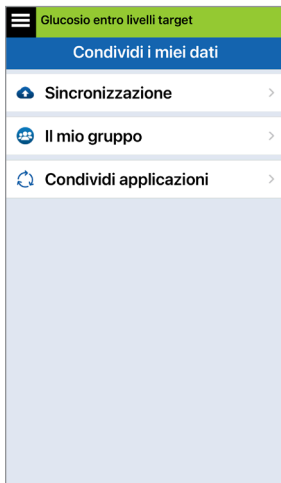 Glucosio entro livelli target
Condividi i miei dati
Sincronizzazione
Il mio gruppo
Condividi applicazioni